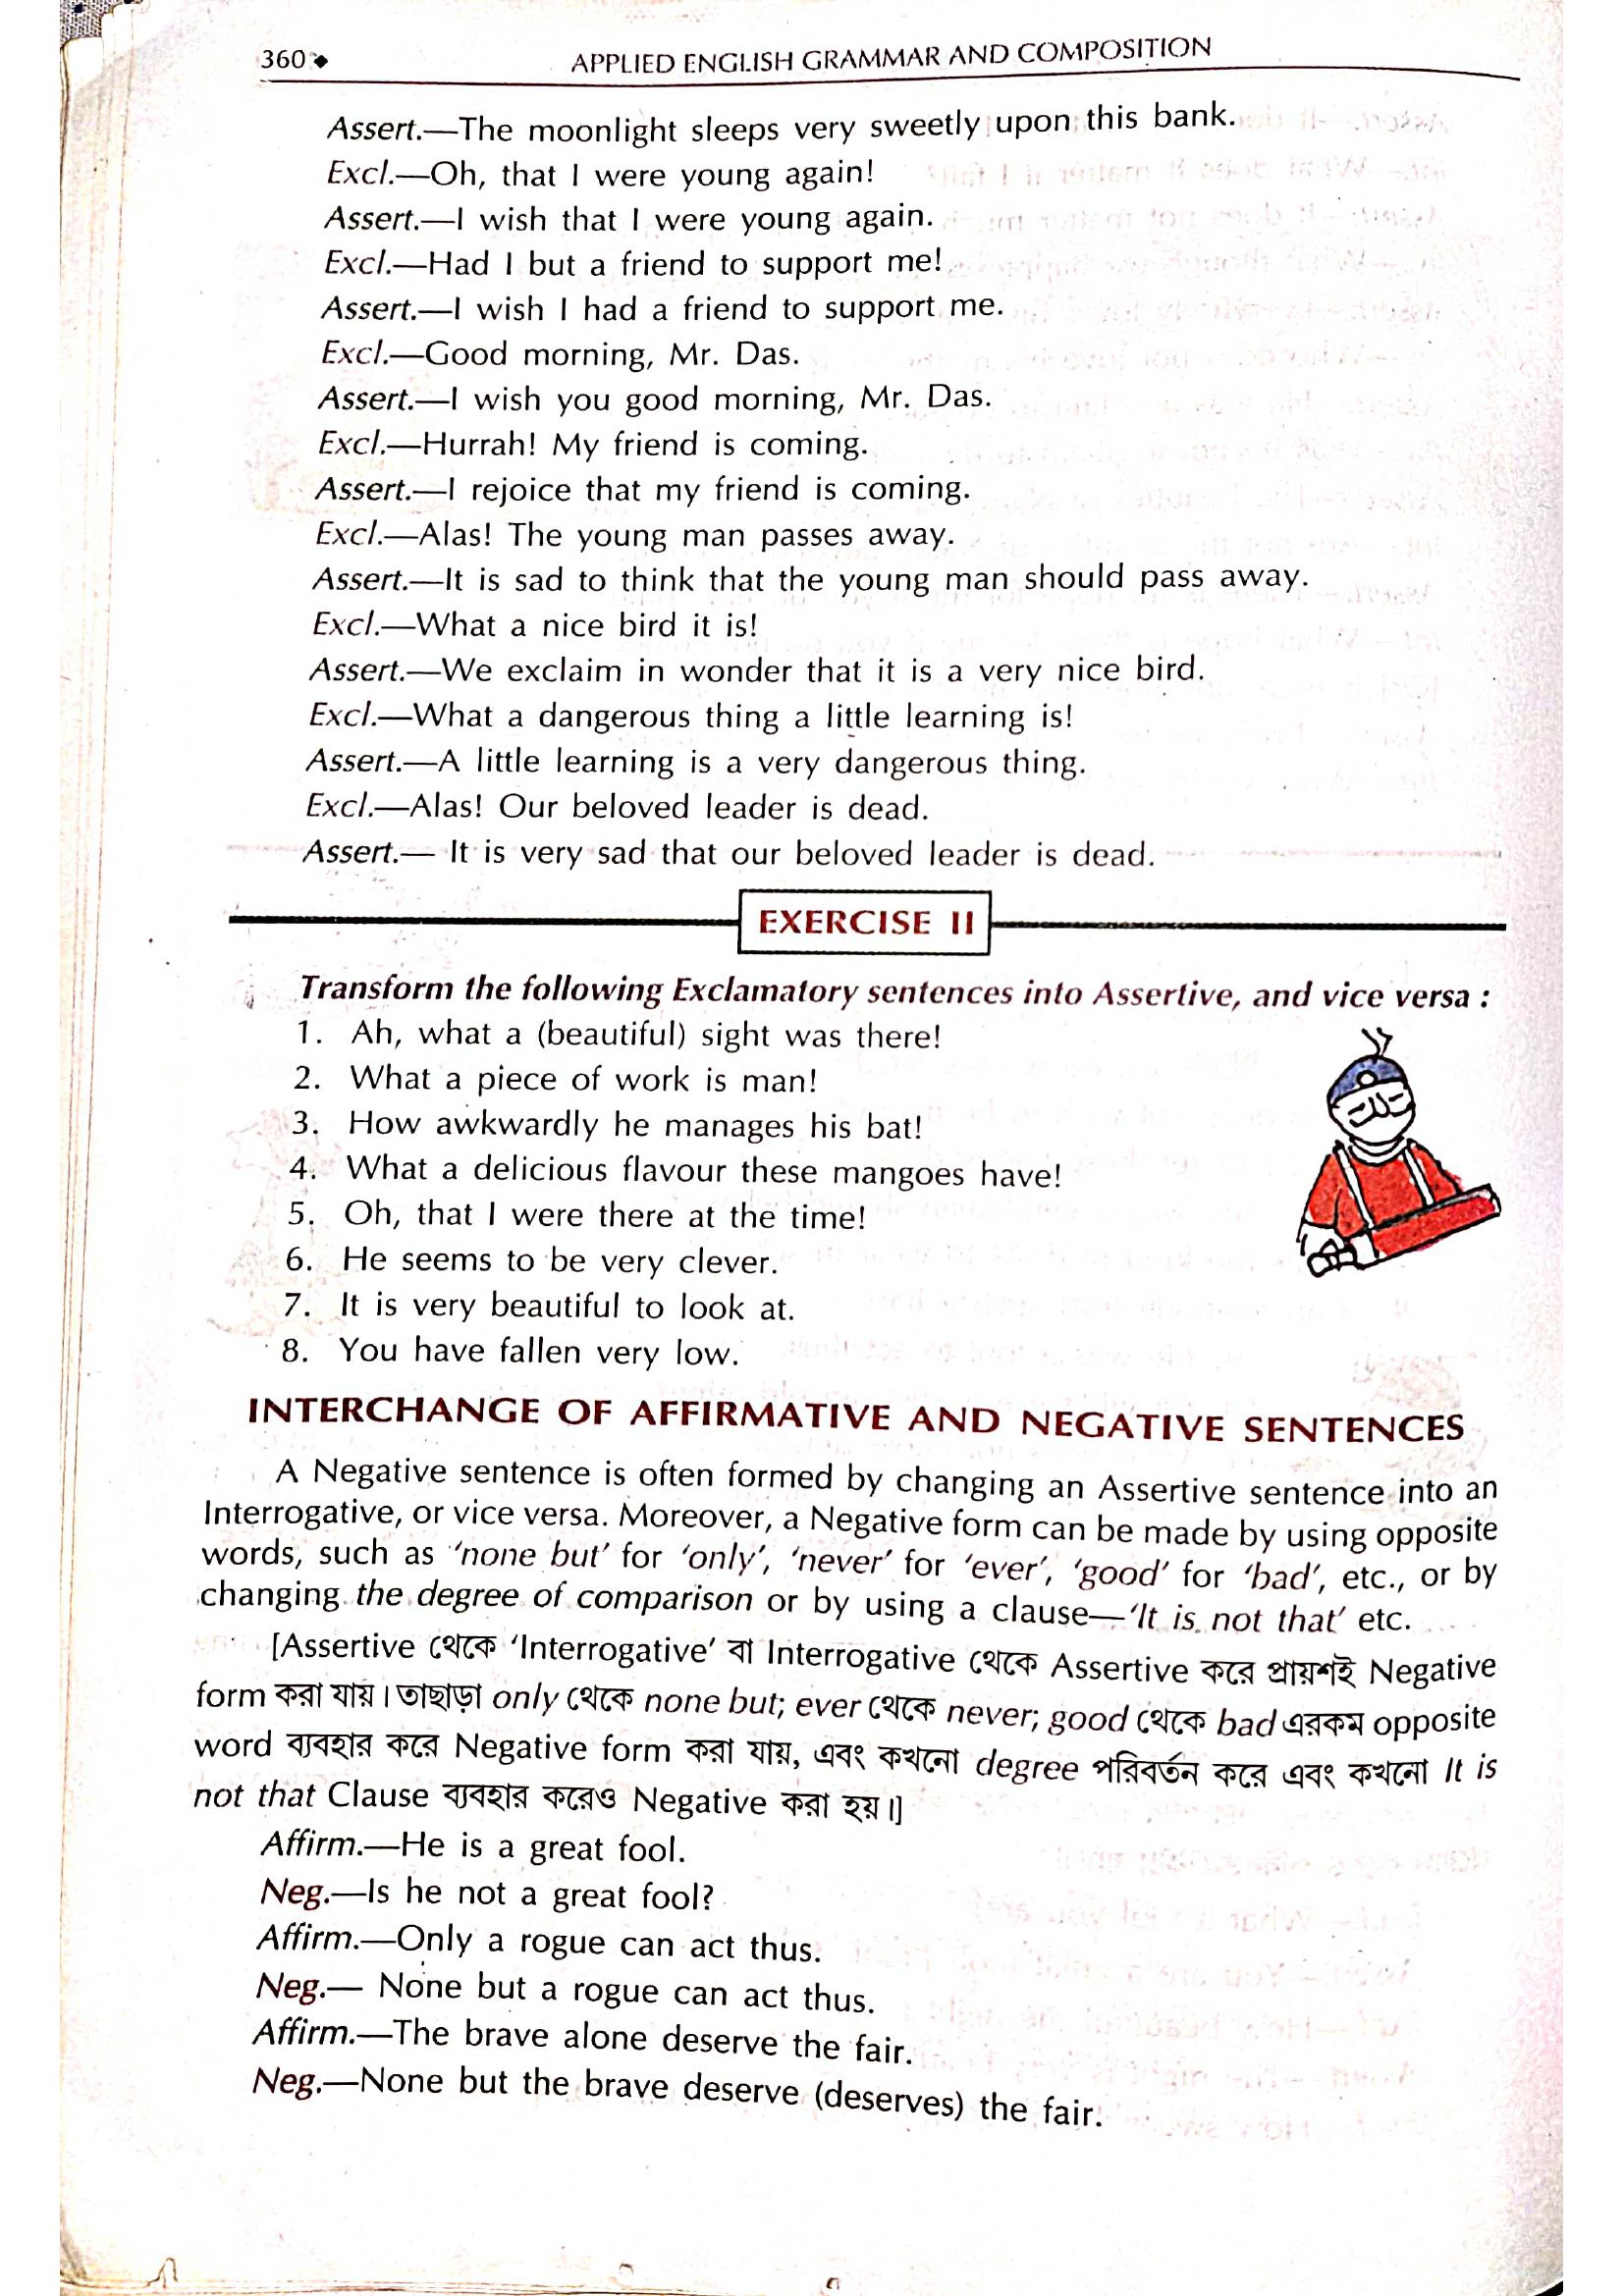 360◆ APPLIED ENGLISH GRAMMAR AND COMPOSITION
Assert.—The moonlight sleeps very sweetly upon this bank.
Excl.—Oh, that I were young again!
Assert.—I wish that I were young again.
Excl.—Had I but a friend to support me!
Assert.—I wish I had a friend to support me.
Excl.—Good morning, Mr. Das.
Assert.—I wish you good morning, Mr. Das.
Excl.—Hurrah! My friend is coming.
Assert.—I rejoice that my friend is coming.
Excl.—Alas! The young man passes away.
Assert.—It is sad to think that the young man should pass away.
Excl.—What a nice bird it is!
Assert.—We exclaim in wonder that it is a very nice bird.
Excl.—What a dangerous thing a little learning is!
Assert.—A little learning is a very dangerous thing.
Excl.—Alas! Our beloved leader is dead.
Assert.— It is very sad that our beloved leader is dead.
EXERCISE II
Transform the following Exclamatory sentences into Assertive, and vice versa :
1. Ah, what a (beautiful) sight was there!
2. What a piece of work is man!
3. How awkwardly he manages his bat!
4. What a delicious flavour these mangoes have!
5. Oh, that I were there at the time!
6. He seems to be very clever.
7. It is very beautiful to look at.
8. You have fallen very low.
INTERCHANGE OF AFFIRMATIVE AND NEGATIVE SENTENCES
A Negative sentence is often formed by changing an Assertive sentence into an
Interrogative, or vice versa. Moreover, a Negative form can be made by using opposite
words, such as 'none but' for 'only', 'never' for 'ever', 'good' for 'bad', etc., or by
changing the degree of comparison or by using a clause—'It is not that' etc.
[Assertive থেকে 'Interrogative' বা Interrogative থেকে Assertive করে প্রায়শই Negative
form করা যায়। তাছাড়া only থেকে none but; ever থেকে never; good থেকে bad এরকম opposite
word ব্যবহার করে Negative form করা যায়, এবং কখনো degree পরিবর্তন করে এবং কখনো It is
not that Clause ব্যবহার করেও Negative করা হয়।]
Affirm.—He is a great fool.
Neg.—Is he not a great fool?
Affirm.—Only a rogue can act thus.
Neg.— None but a rogue can act thus.
Affirm.—The brave alone deserve the fair.
Neg.—None but the brave deserve (deserves) the fair.